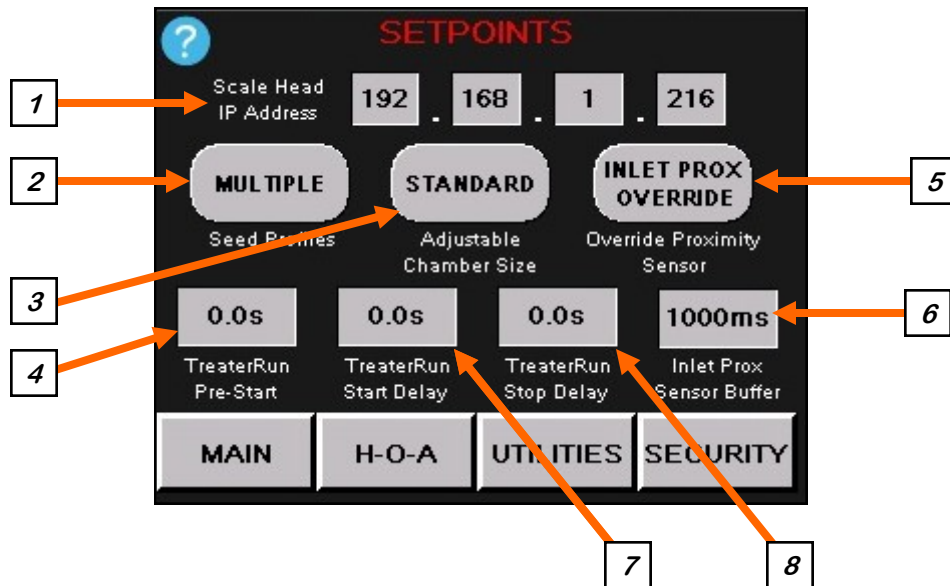 ?
SETPOINTS
1
Scale Head
IP Address
192 . 168 . 1 . 216
2
MULTIPLE
STANDARD
INLET PROX
OVERRIDE
5
Seed Profiles
Adjustable
Chamber Size
Override Proximity
Sensor
3
0.0s
0.0s
0.0s
1000ms
6
4
TreaterRun
Pre-Start
TreaterRun
Start Delay
TreaterRun
Stop Delay
Inlet Prox
Sensor Buffer
MAIN
H-O-A
UTILITIES
SECURITY
7
8